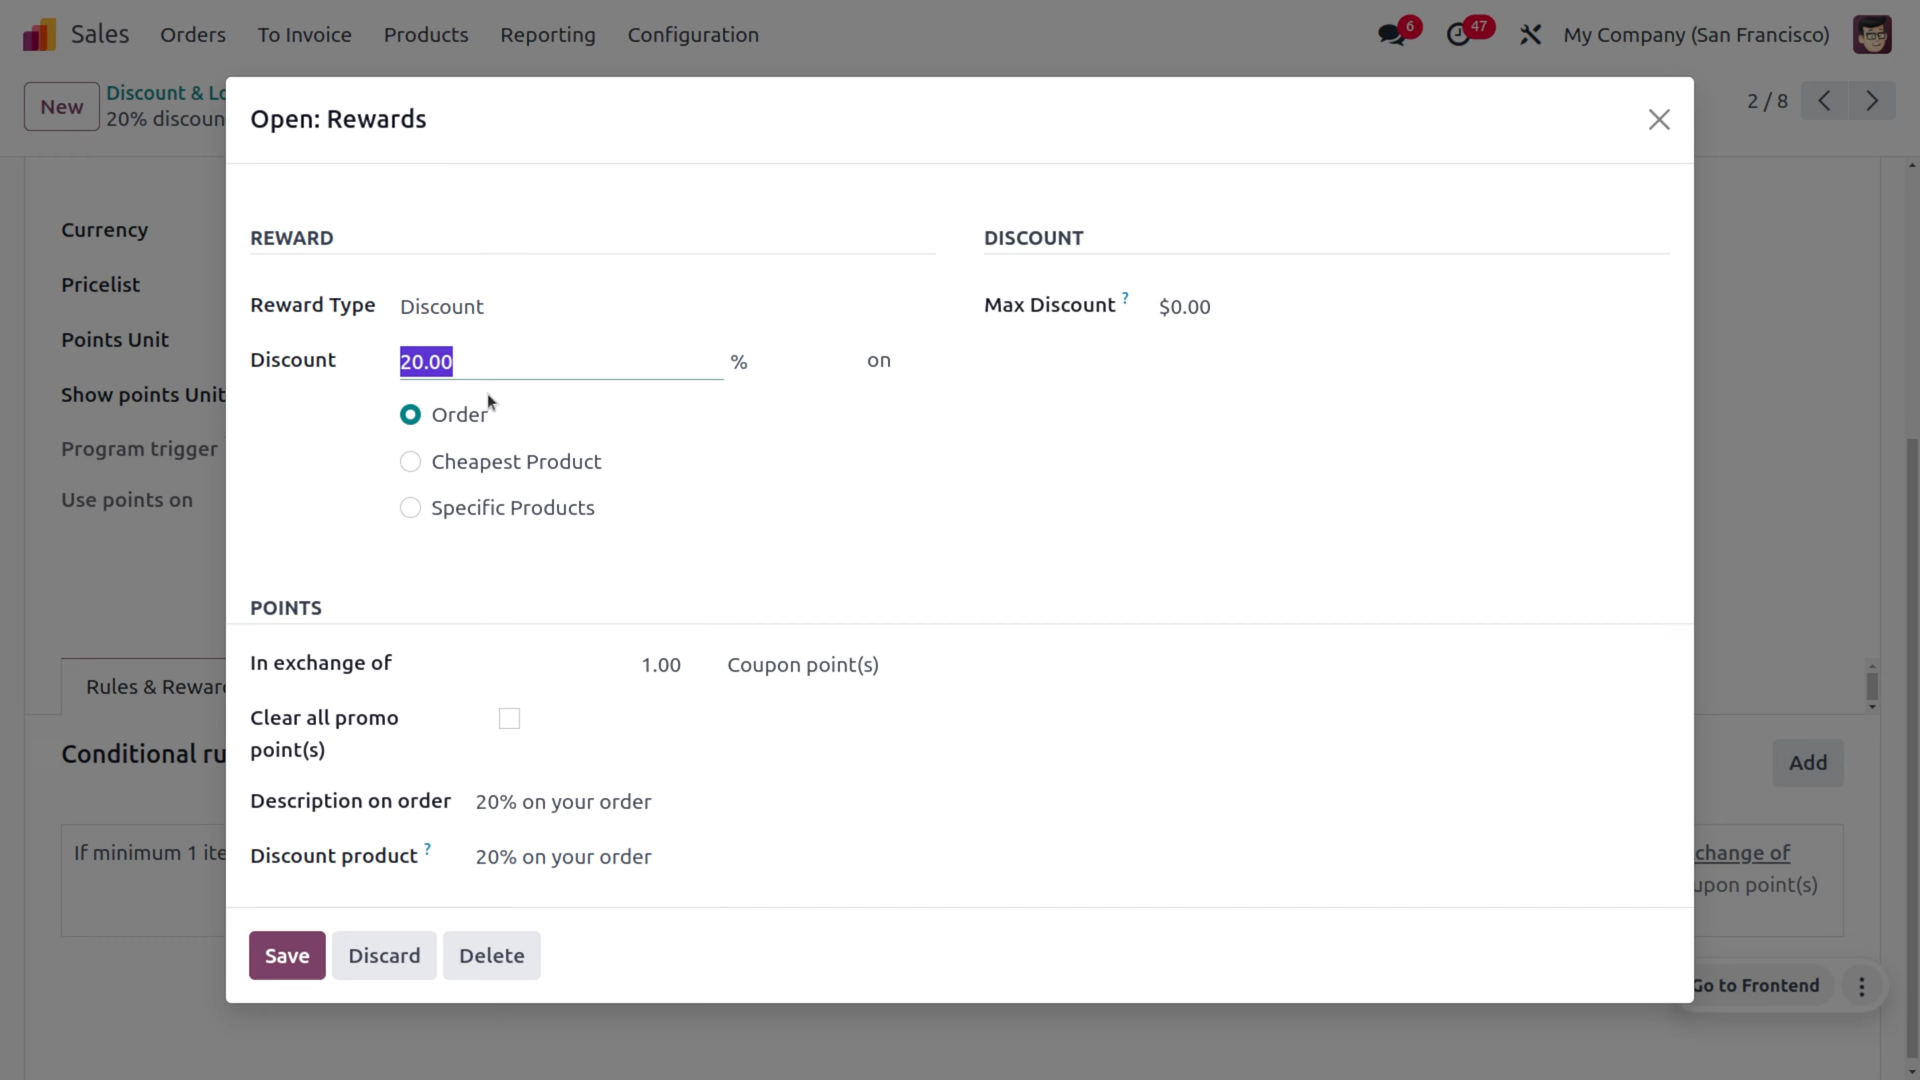 Sales Orders To Invoice Products Reporting Configuration 6 47 My Company (San Francisco)
New Discount & Lo
20% discoun
2 / 8
Open: Rewards
Currency
Pricelist
Points Unit
Show points Unit
Program trigger
Use points on
REWARD
Reward Type Discount
Discount 20.00 % on
Order
Cheapest Product
Specific Products
DISCOUNT
Max Discount ? $0.00
POINTS
In exchange of 1.00 Coupon point(s)
Clear all promo
point(s)
Description on order 20% on your order
Discount product ? 20% on your order
Rules & Rewar
Conditional ru
Add
If minimum 1 ite
change of
upon point(s)
Save Discard Delete
Go to Frontend